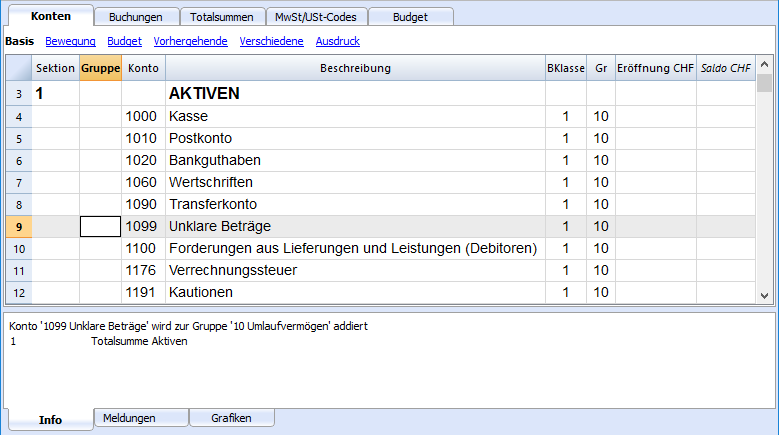 Konten Buchungen Totalsummen MwSt/USt-Codes Budget
Basis Bewegung Budget Vorhergehende Verschiedene Ausdruck
Sektion Gruppe Konto Beschreibung BKlasse Gr Eröffnung CHF Saldo CHF
3 1 AKTIVEN
4 1000 Kasse 1 10
5 1010 Postkonto 1 10
6 1020 Bankguthaben 1 10
7 1060 Wertschriften 1 10
8 1090 Transferkonto 1 10
9 1099 Unklare Beträge 1 10
10 1100 Forderungen aus Lieferungen und Leistungen (Debitoren) 1 10
11 1176 Verrechnungssteuer 1 10
12 1191 Kautionen 1 10
Konto '1099 Unklare Beträge' wird zur Gruppe '10 Umlaufvermögen' addiert
1 Totalsumme Aktiven
Info Meldungen Grafiken